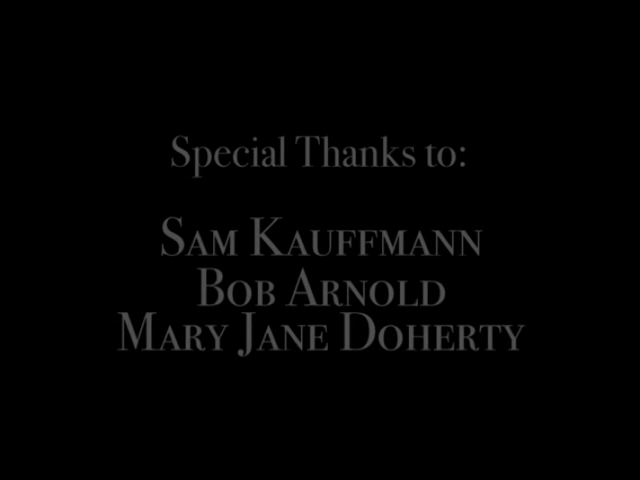 Special Thanks to:
Sam Kauffmann
Bob Arnold
Mary Jane Doherty